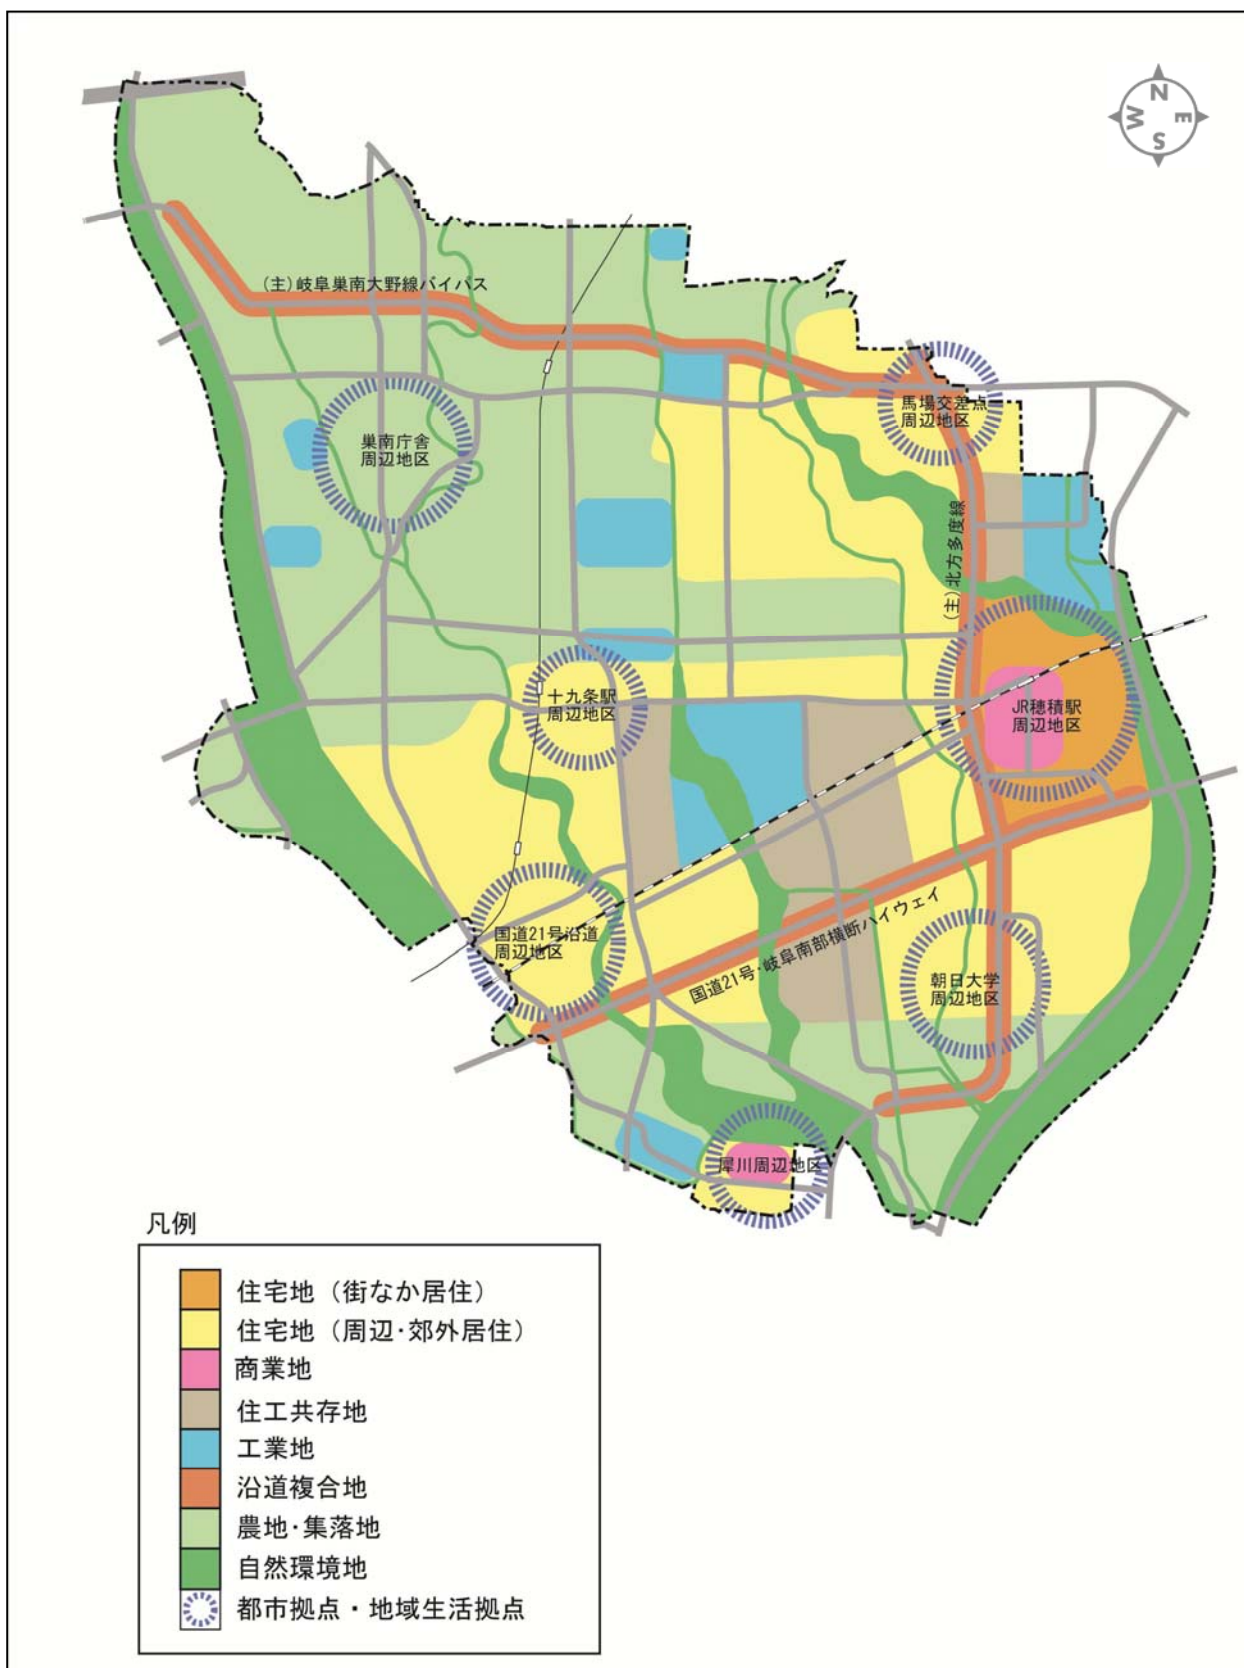 N
W
E
S
(主)岐阜巣南大野線バイパス
馬場交差点
周辺地区
巣南庁舎
周辺地区
(主)北方多度線
十九条駅
周辺地区
JR穂積駅
周辺地区
国道21号沿道
周辺地区
国道21号・岐阜南部横断ハイウェイ
朝日大学
周辺地区
犀川周辺地区
凡例
住宅地（街なか居住）
住宅地（周辺・郊外居住）
商業地
住工共存地
工業地
沿道複合地
農地・集落地
自然環境地
都市拠点・地域生活拠点